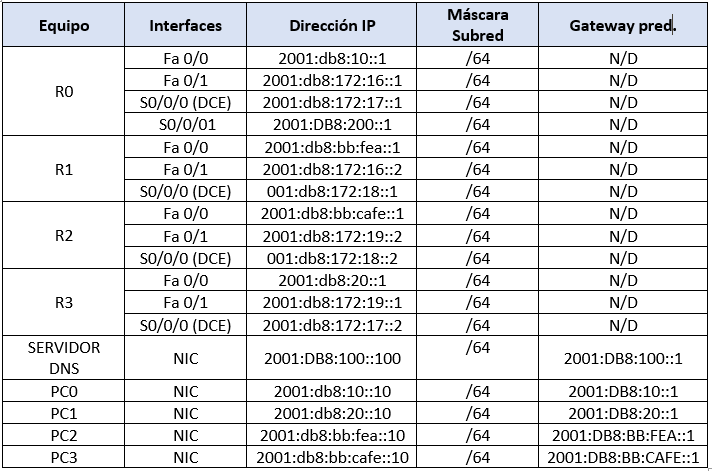 Equipo Interfaces Dirección IP Máscara Subred Gateway pred.
R0 Fa 0/0 2001:db8:10::1 /64 N/D
Fa 0/1 2001:db8:172:16::1 /64 N/D
S0/0/0 (DCE) 2001:db8:172:17::1 /64 N/D
S0/0/01 2001:DB8:200::1 /64 N/D
R1 Fa 0/0 2001:db8:bb:fea::1 /64 N/D
Fa 0/1 2001:db8:172:16::2 /64 N/D
S0/0/0 (DCE) 001:db8:172:18::1 /64 N/D
R2 Fa 0/0 2001:db8:bb:cafe::1 /64 N/D
Fa 0/1 2001:db8:172:19::2 /64 N/D
S0/0/0 (DCE) 001:db8:172:18::2 /64 N/D
R3 Fa 0/0 2001:db8:20::1 /64 N/D
Fa 0/1 2001:db8:172:19::1 /64 N/D
S0/0/0 (DCE) 2001:db8:172:17::2 /64 N/D
SERVIDOR DNS NIC 2001:DB8:100::100 /64 2001:DB8:100::1
PC0 NIC 2001:db8:10::10 /64 2001:DB8:10::1
PC1 NIC 2001:db8:20::10 /64 2001:DB8:20::1
PC2 NIC 2001:db8:bb:fea::10 /64 2001:DB8:BB:FEA::1
PC3 NIC 2001:db8:bb:cafe::10 /64 2001:DB8:BB:CAFE::1